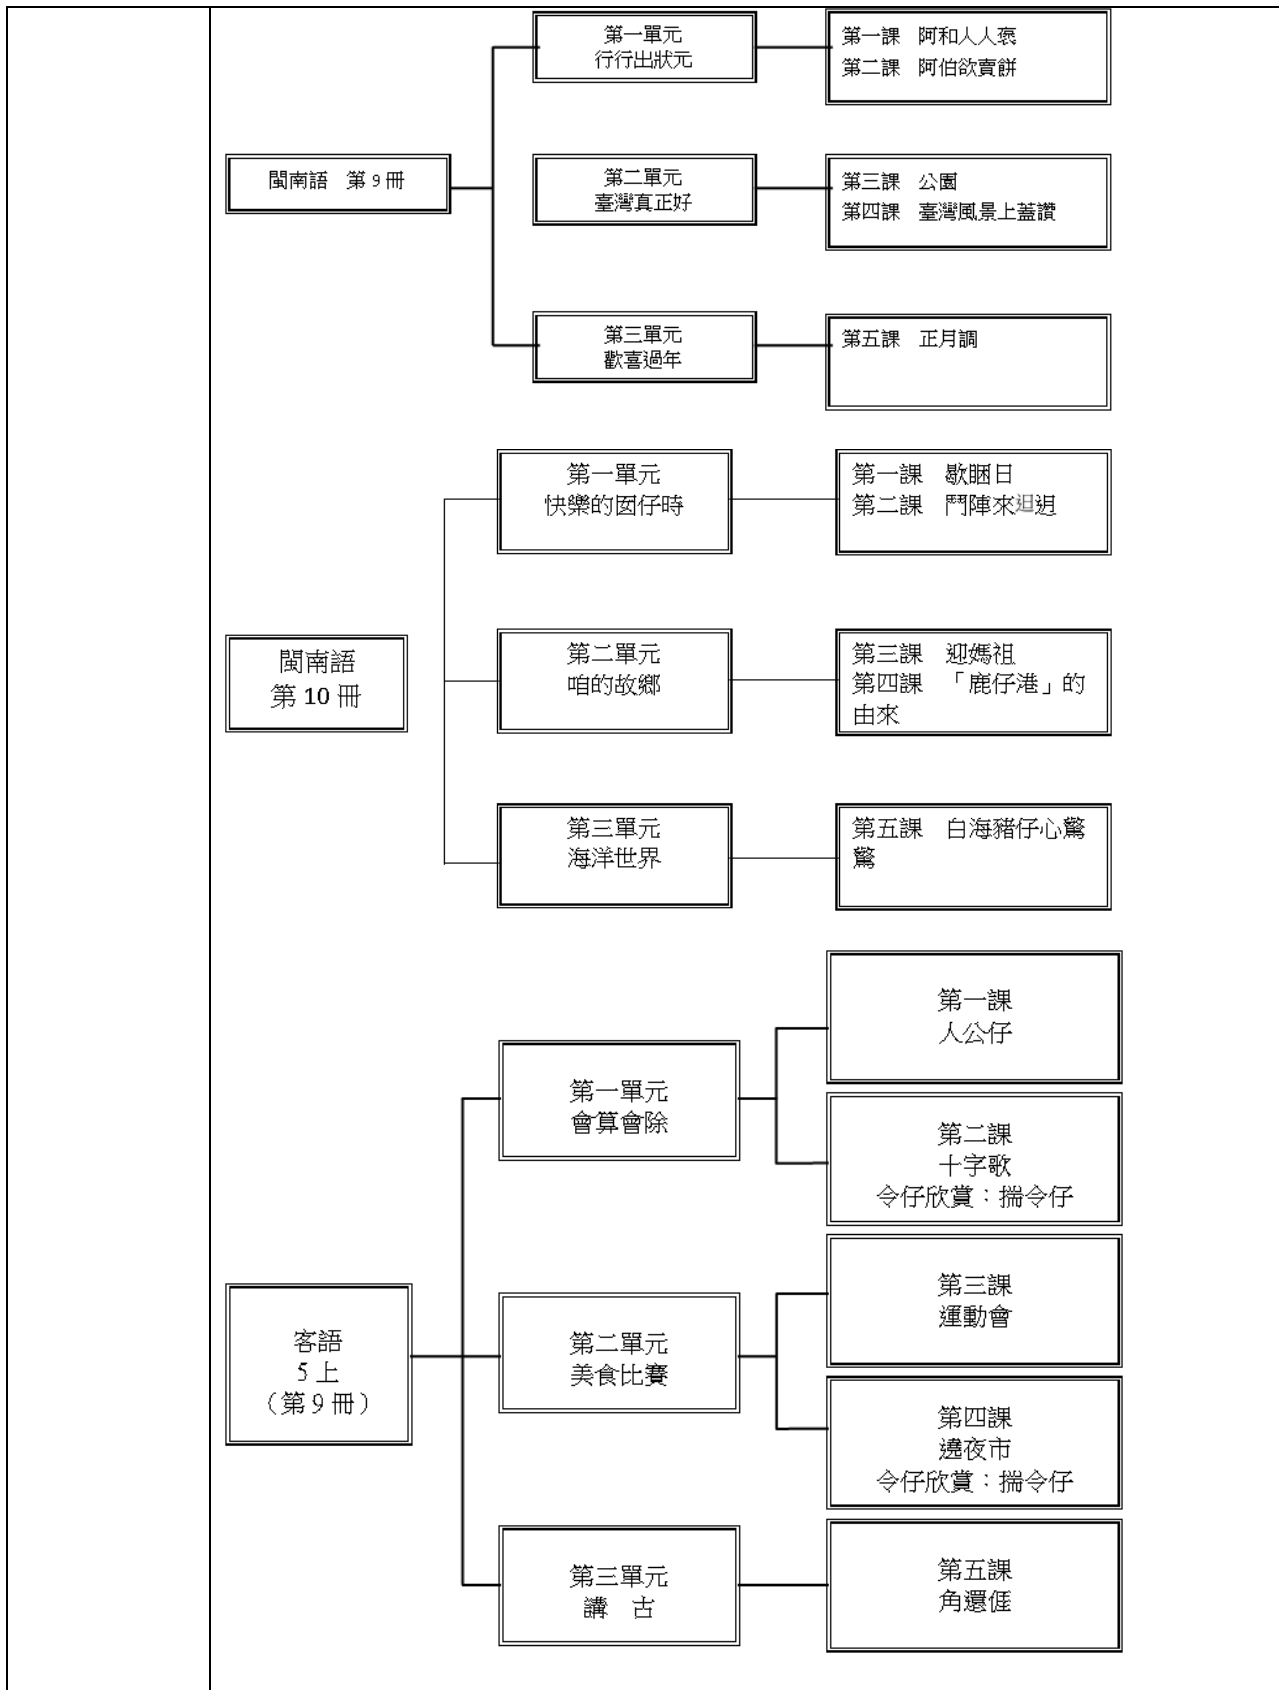 閩南語　第 9 冊
第一單元
行行出狀元
第一課　阿和人人褒
第二課　阿伯欲賣餅
第二單元
臺灣真正好
第三課　公園
第四課　臺灣風景上蓋讚
第三單元
歡喜過年
第五課　正月調
閩南語
第 10 冊
第一單元
快樂的囡仔時
第一課　歇睏日
第二課　鬥陣來迌迌
第二單元
咱的故鄉
第三課　迎媽祖
第四課　「鹿仔港」的
由來
第三單元
海洋世界
第五課　白海豬仔心驚
驚
客語
5 上
（第 9 冊）
第一單元
會算會除
第一課
人公仔
第二課
十字歌
令仔欣賞：揣令仔
第二單元
美食比賽
第三課
運動會
第四課
遶夜市
令仔欣賞：揣令仔
第三單元
講　古
第五課
角還𠊎